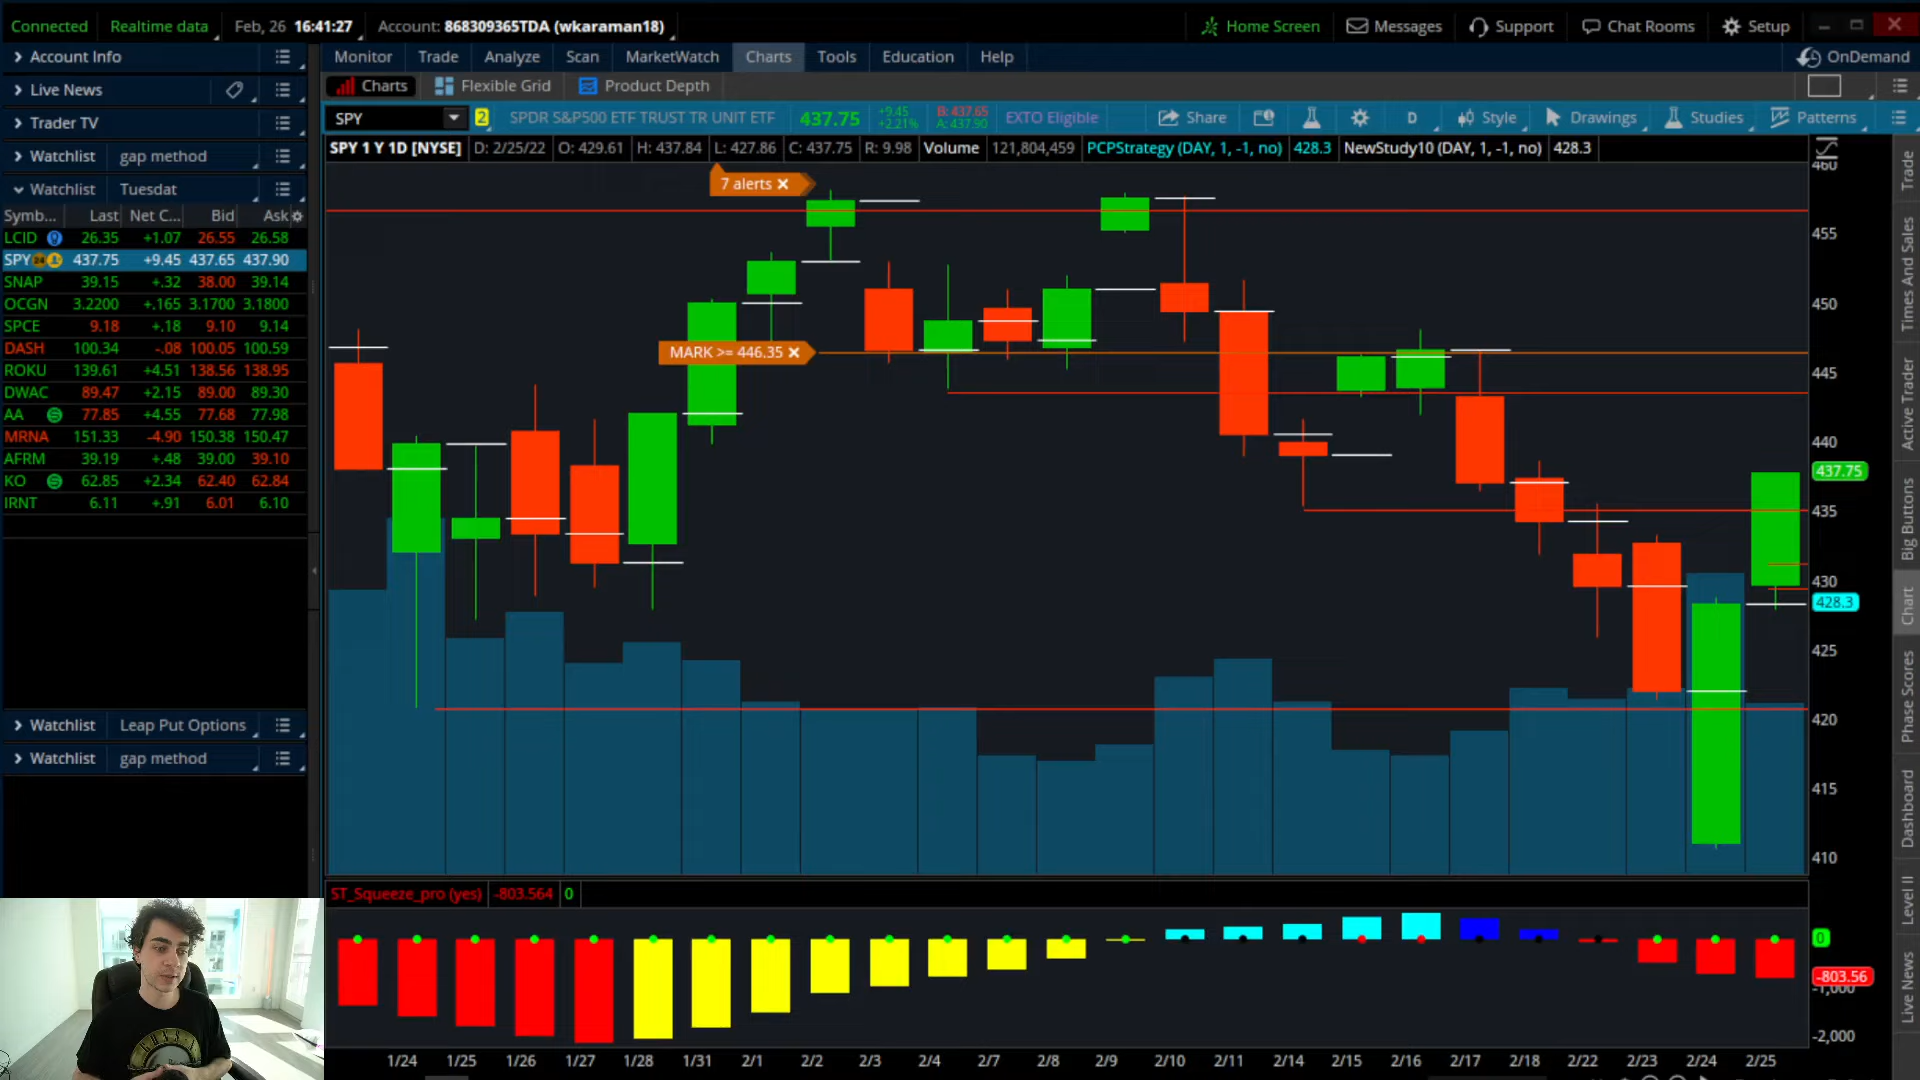 Connected Realtime data Feb, 26 16:41:27 Account: 868309365TDA (wkaraman18) Home Screen Messages Support Chat Rooms Setup
Account Info Monitor Trade Analyze Scan MarketWatch Charts Tools Education Help OnDemand
Live News Charts Flexible Grid Product Depth
Trader TV SPY 2 SPDR S&P500 ETF TRUST TR UNIT ETF 437.75 +9.45 +2.21% B: 437.65 A: 437.90 EXTO Eligible Share D Style Drawings Studies Patterns
Watchlist gap method SPY 1 Y 1D [NYSE] D: 2/25/22 O: 429.61 H: 437.84 L: 427.86 C: 437.75 R: 9.98 Volume 121,804,459 PCPStrategy (DAY, 1, -1, no) 428.3 NewStudy10 (DAY, 1, -1, no) 428.3
Watchlist Tuesdat
Symb... Last Net C... Bid Ask
LCID 26.35 +1.07 26.55 26.58
SPY 437.75 +9.45 437.65 437.90
SNAP 39.15 +.32 38.00 39.14
OCGN 3.2200 +.165 3.1700 3.1800
SPCE 9.18 +.18 9.10 9.14
DASH 100.34 -.08 100.05 100.59
ROKU 139.61 +4.51 138.56 138.95
DWAC 89.47 +2.15 89.00 89.30
AA 77.85 +4.55 77.68 77.98
MRNA 151.33 -4.90 150.38 150.47
AFRM 39.19 +.48 39.00 39.10
KO 62.85 +2.34 62.40 62.84
IRNT 6.11 +.91 6.01 6.10
Watchlist Leap Put Options
Watchlist gap method
7 alerts
MARK >= 446.35
460
455
450
445
440
437.75
435
430
428.3
425
420
415
410
ST_Squeeze_pro (yes) -803.564 0
0
-803.56
-1,000
-2,000
1/24 1/25 1/26 1/27 1/28 1/31 2/1 2/2 2/3 2/4 2/7 2/8 2/9 2/10 2/11 2/14 2/15 2/16 2/17 2/18 2/22 2/23 2/24 2/25
Trade
Times And Sales
Active Trader
Big Buttons
Chart
Phase Scores
Dashboard
Level II
Live News